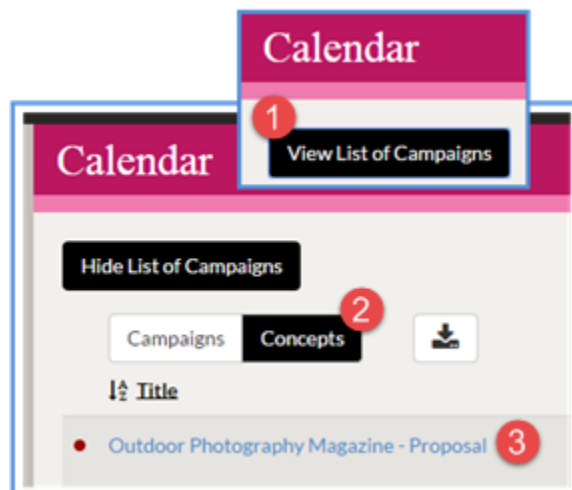 Calendar
1
View List of Campaigns
Calendar
Hide List of Campaigns
2
Campaigns Concepts
Title
Outdoor Photography Magazine - Proposal 3